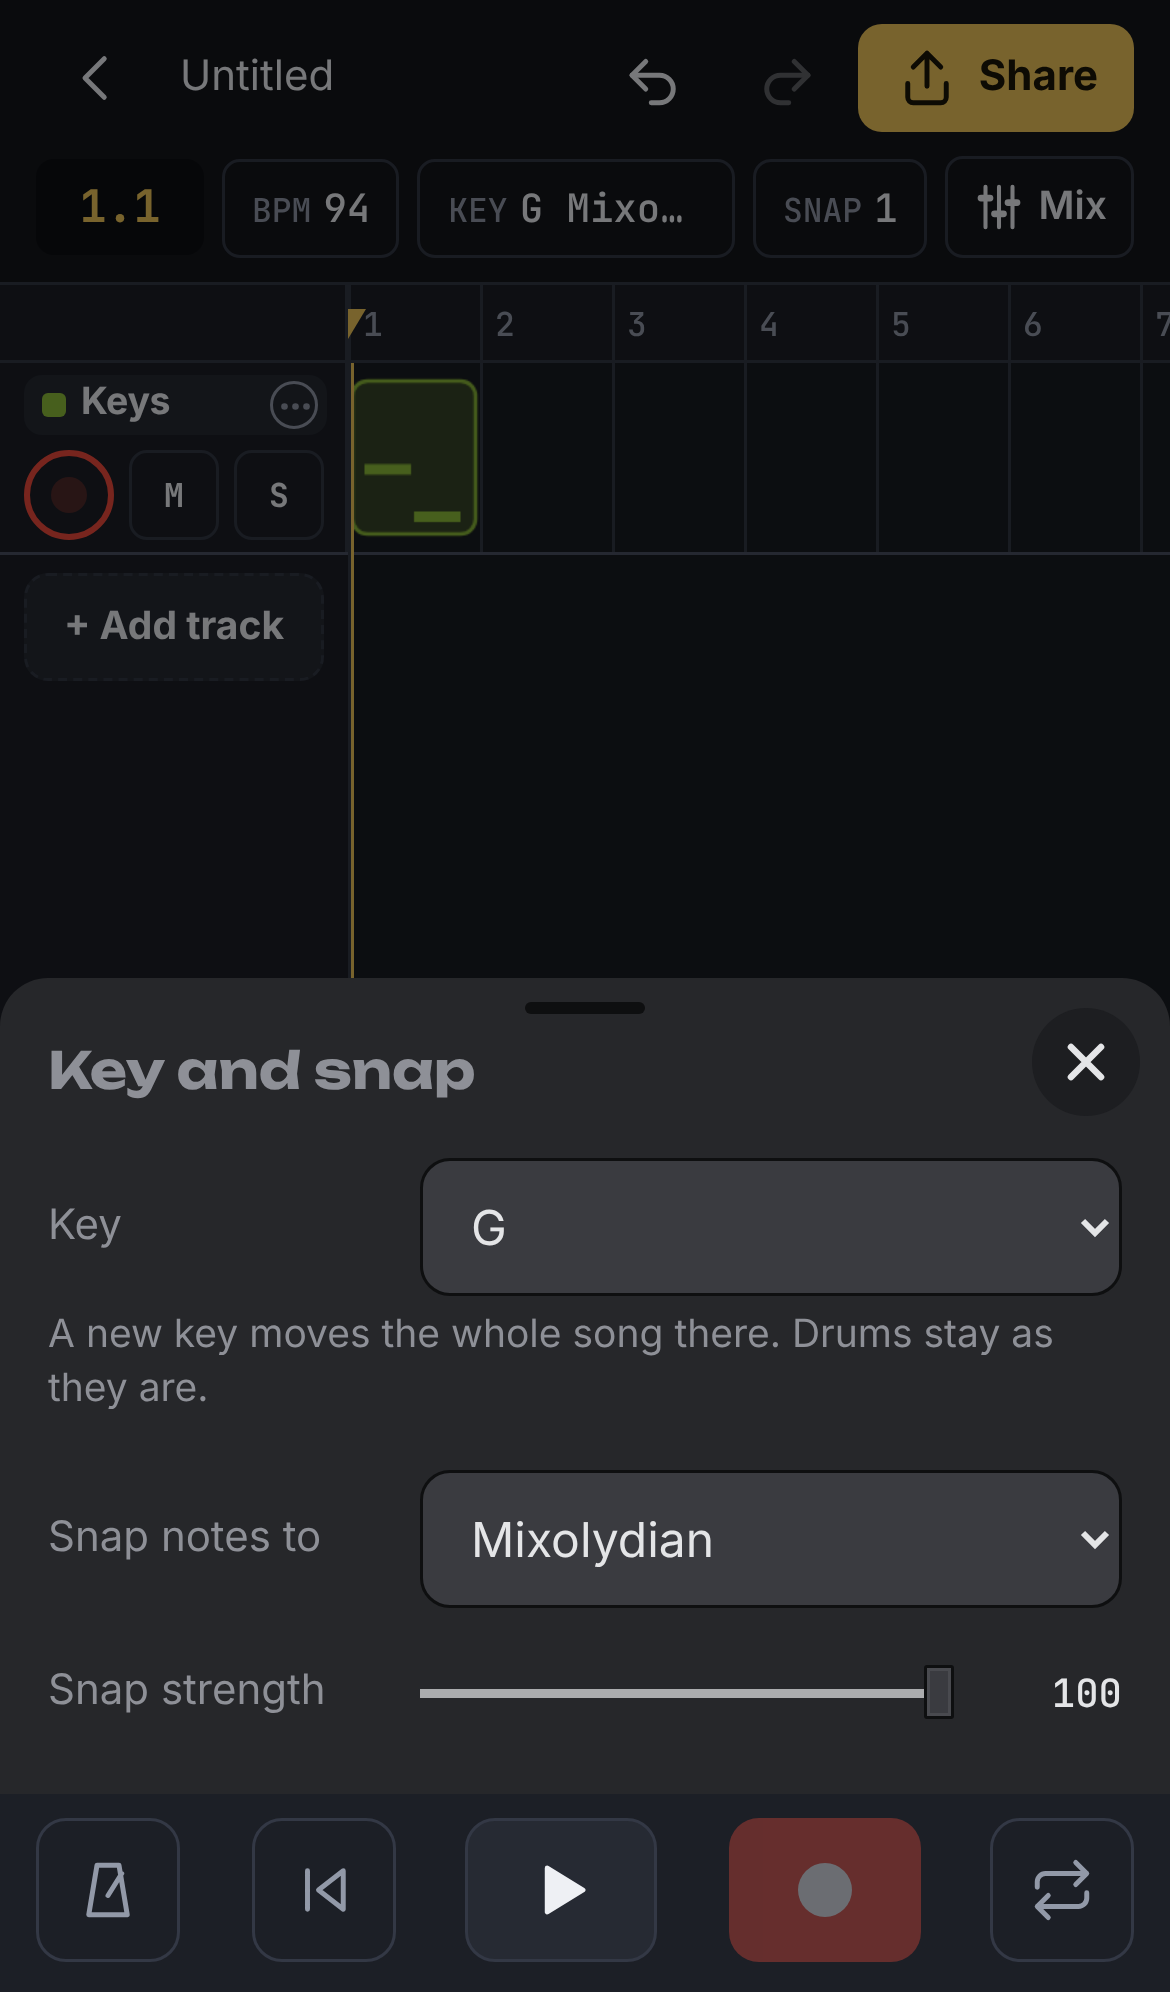 Untitled
Share
1.1
BPM 94
KEY G Mixo…
SNAP 1
Mix
1 2 3 4 5 6 7
Keys
M S
+ Add track
Key and snap
Key
G
A new key moves the whole song there. Drums stay as
they are.
Snap notes to
Mixolydian
Snap strength
100